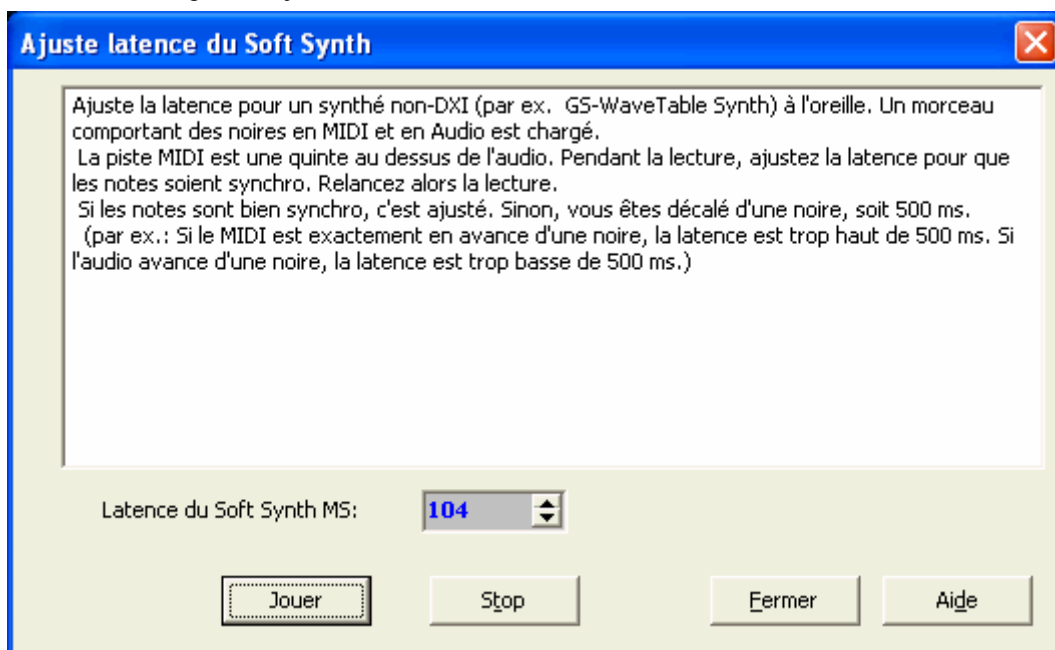 Ajuste latence du Soft Synth
Ajuste la latence pour un synthé non-DXI (par ex. GS-WaveTable Synth) à l'oreille. Un morceau
comportant des noires en MIDI et en Audio est chargé.
La piste MIDI est une quinte au dessus de l'audio. Pendant la lecture, ajustez la latence pour que
les notes soient synchro. Relancez alors la lecture.
Si les notes sont bien synchro, c'est ajusté. Sinon, vous êtes décalé d'une noire, soit 500 ms.
(par ex.: Si le MIDI est exactement en avance d'une noire, la latence est trop haut de 500 ms. Si
l'audio avance d'une noire, la latence est trop basse de 500 ms.)
Latence du Soft Synth MS: 104
Jouer Stop Fermer Aide